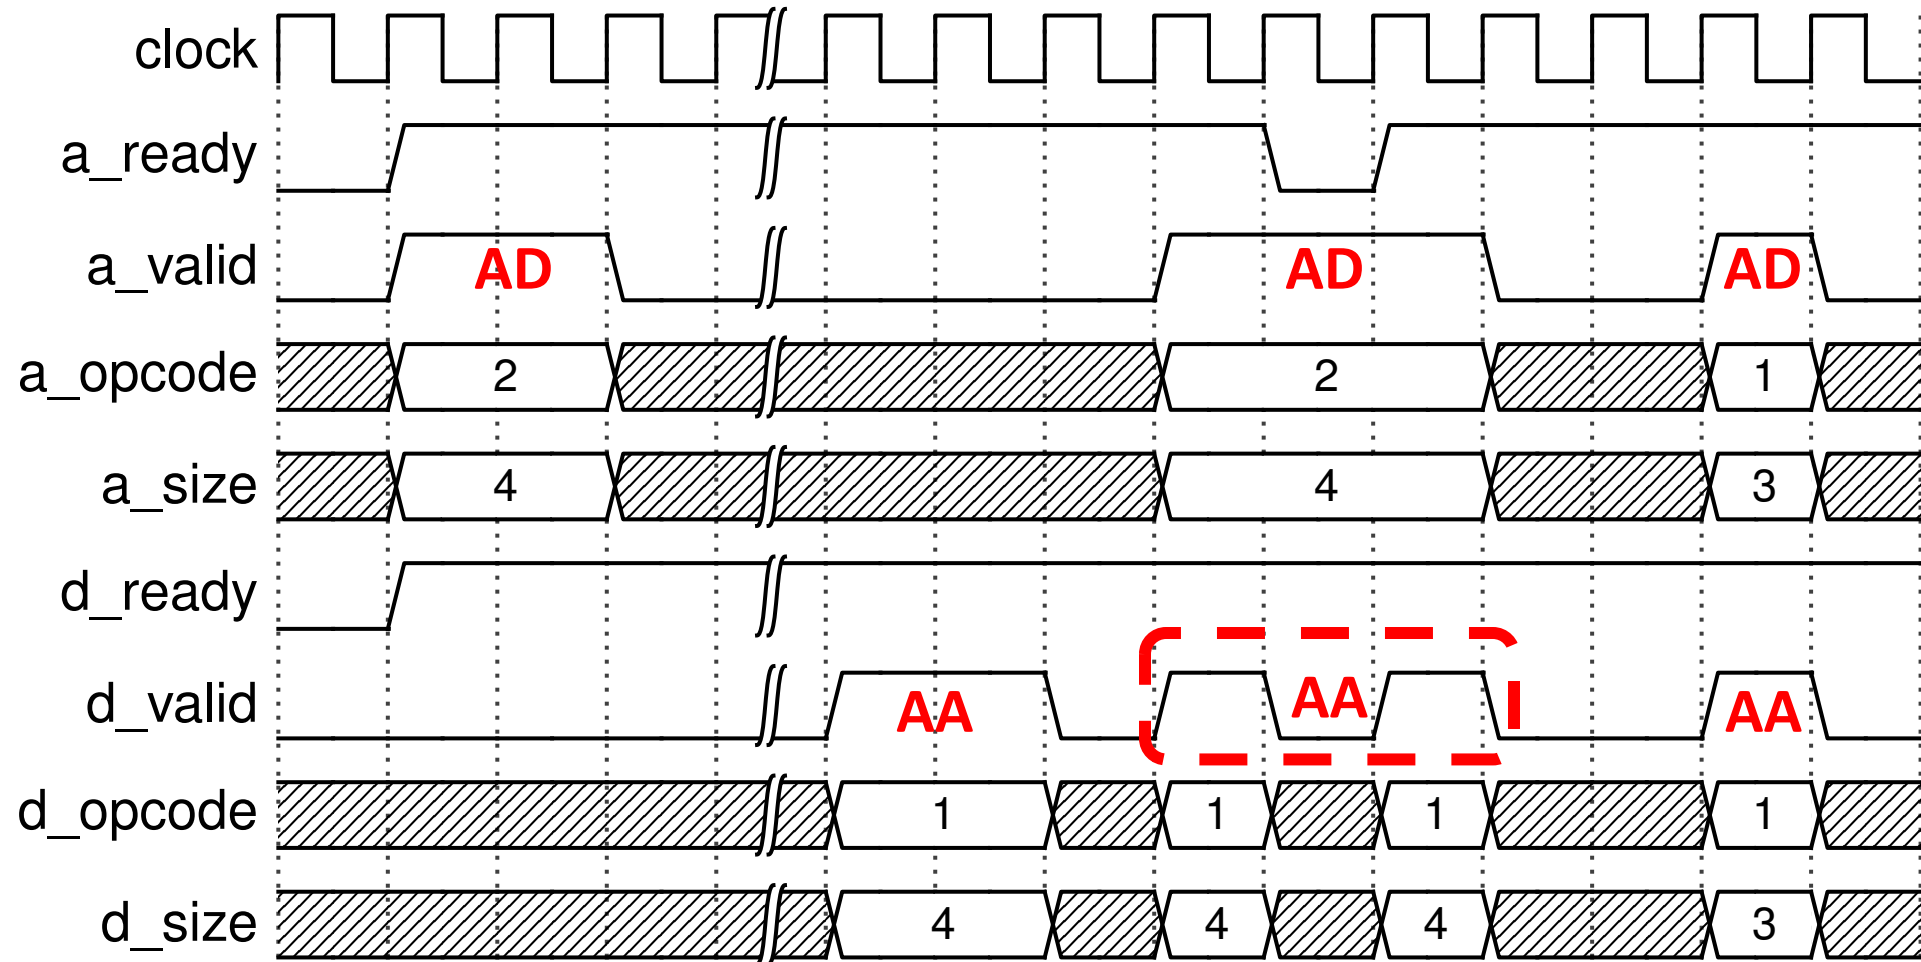 clock
a_ready
a_valid AD AD AD
a_opcode 2 2 1
a_size 4 4 3
d_ready
d_valid AA AA AA
d_opcode 1 1 1 1
d_size 4 4 4 3